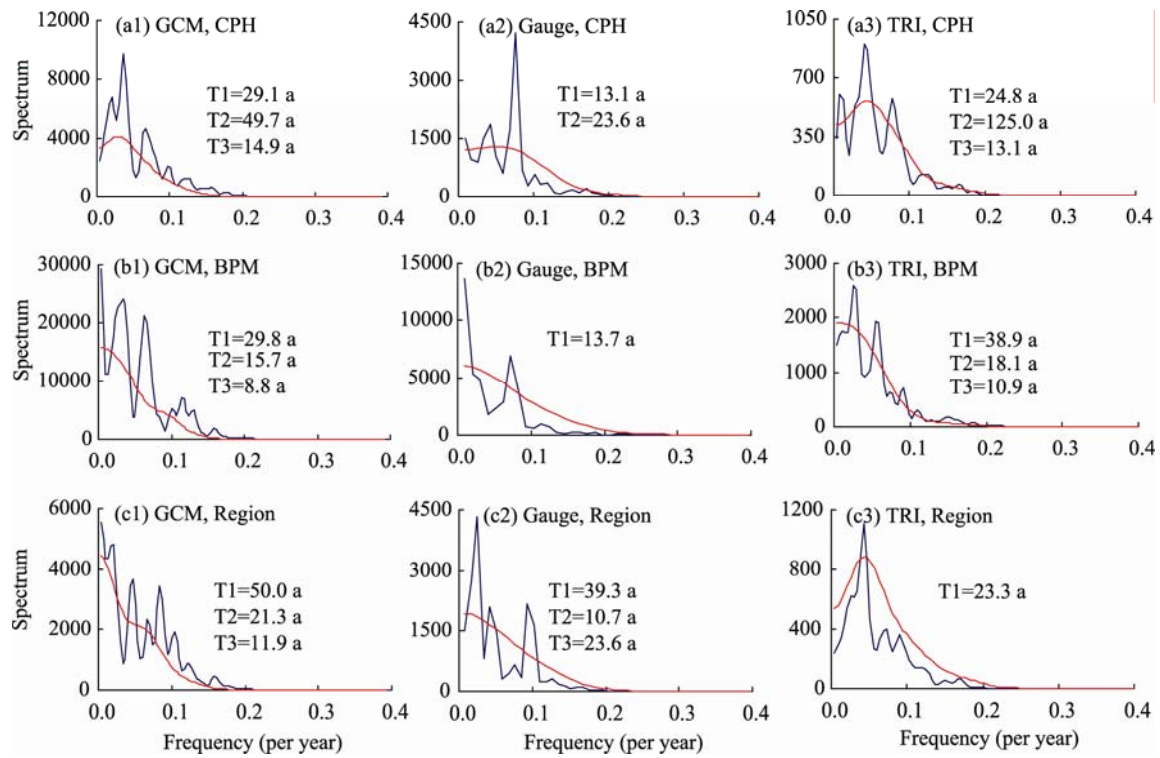 (a1) GCM, CPH
Spectrum
12000
8000
4000
0
T1=29.1 a
T2=49.7 a
T3=14.9 a
0.0 0.1 0.2 0.3 0.4
(a2) Gauge, CPH
4500
3000
1500
0
T1=13.1 a
T2=23.6 a
0.0 0.1 0.2 0.3 0.4
(a3) TRI, CPH
1050
700
350
0
T1=24.8 a
T2=125.0 a
T3=13.1 a
0.0 0.1 0.2 0.3 0.4
(b1) GCM, BPM
Spectrum
30000
20000
10000
0
T1=29.8 a
T2=15.7 a
T3=8.8 a
0.0 0.1 0.2 0.3 0.4
(b2) Gauge, BPM
15000
10000
5000
0
T1=13.7 a
0.0 0.1 0.2 0.3 0.4
(b3) TRI, BPM
3000
2000
1000
0
T1=38.9 a
T2=18.1 a
T3=10.9 a
0.0 0.1 0.2 0.3 0.4
(c1) GCM, Region
Spectrum
6000
4000
2000
0
T1=50.0 a
T2=21.3 a
T3=11.9 a
0.0 0.1 0.2 0.3 0.4
Frequency (per year)
(c2) Gauge, Region
4500
3000
1500
0
T1=39.3 a
T2=10.7 a
T3=23.6 a
0.0 0.1 0.2 0.3 0.4
Frequency (per year)
(c3) TRI, Region
1200
800
400
0
T1=23.3 a
0.0 0.1 0.2 0.3 0.4
Frequency (per year)